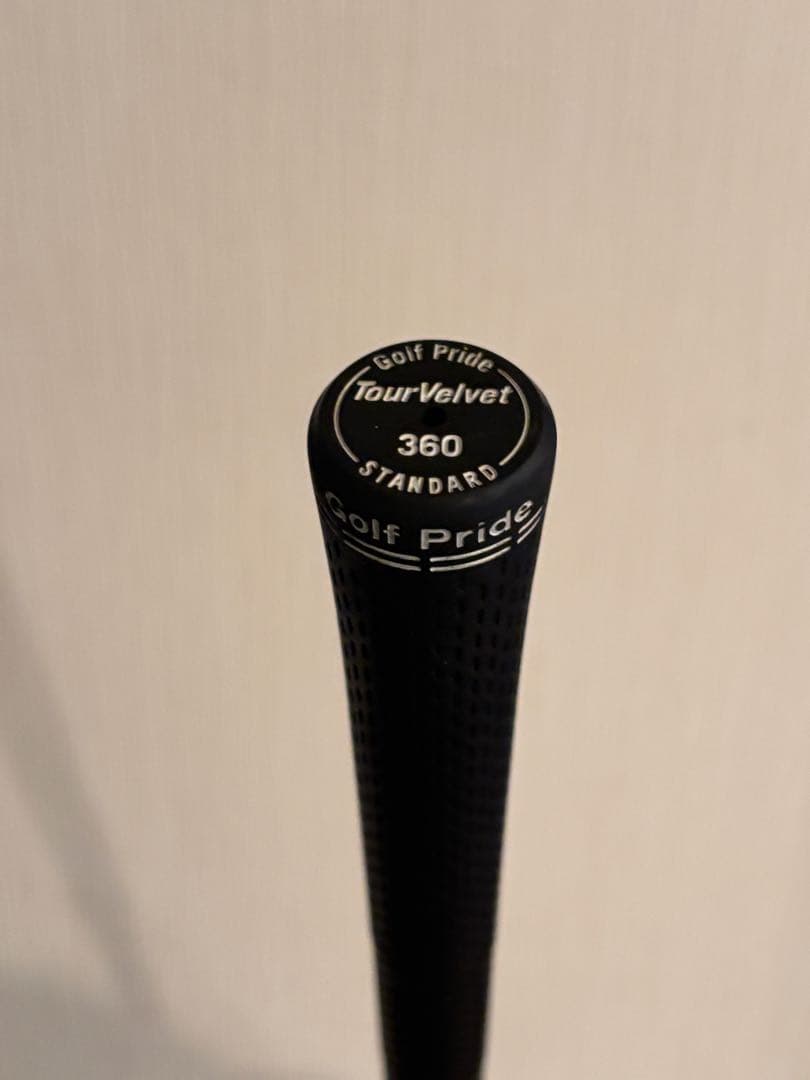 Golf Pride
TourVelvet
360
STANDARD
Golf Pride